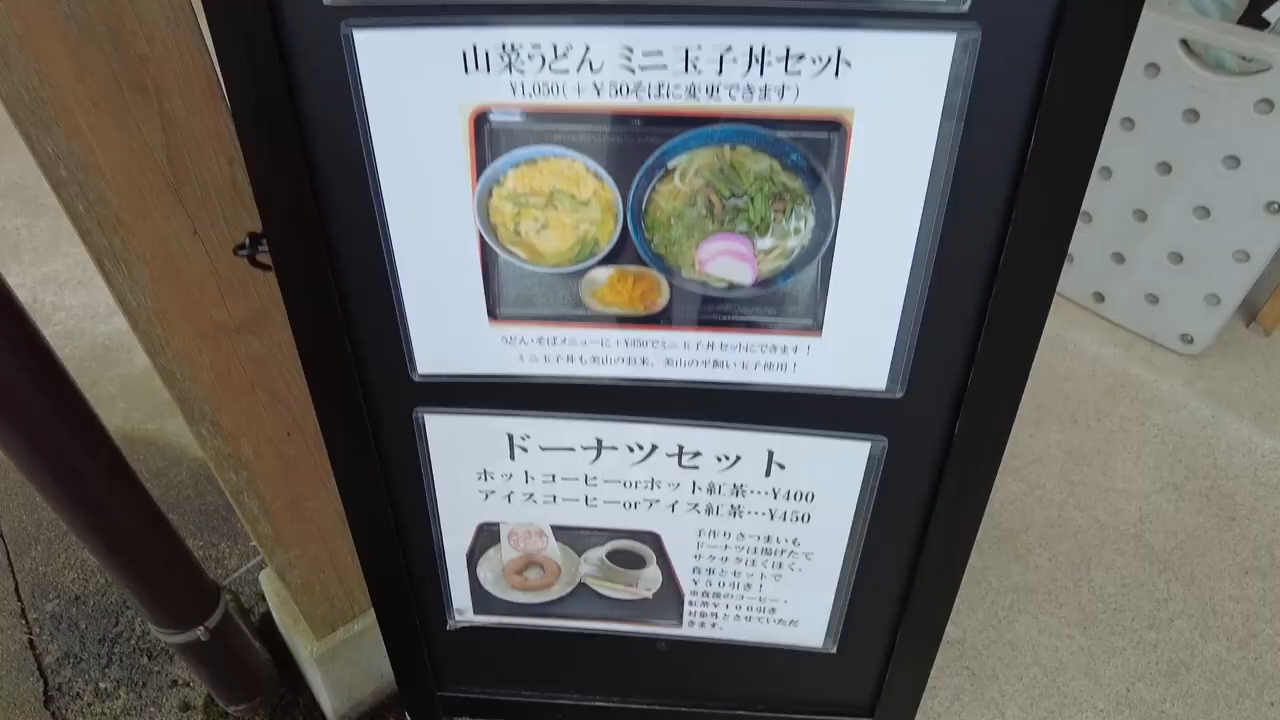 山菜うどん ミニ玉子丼セット
¥1,050(＋￥50そばに変更できます)
うどん・そばメニューに＋¥350でミニ玉子丼セットにできます！
ミニ玉子丼も美山のお米、美山の平飼い玉子使用！
ドーナツセット
ホットコーヒーorホット紅茶…¥400
アイスコーヒーorアイス紅茶…¥450
手作りさつまいも
ドーナツは揚げたて
サクサクほくほく。
食事とセットで
￥５０引き！
※食後のコーヒー・
紅茶￥１００引き
対象外とさせていただ
きます。